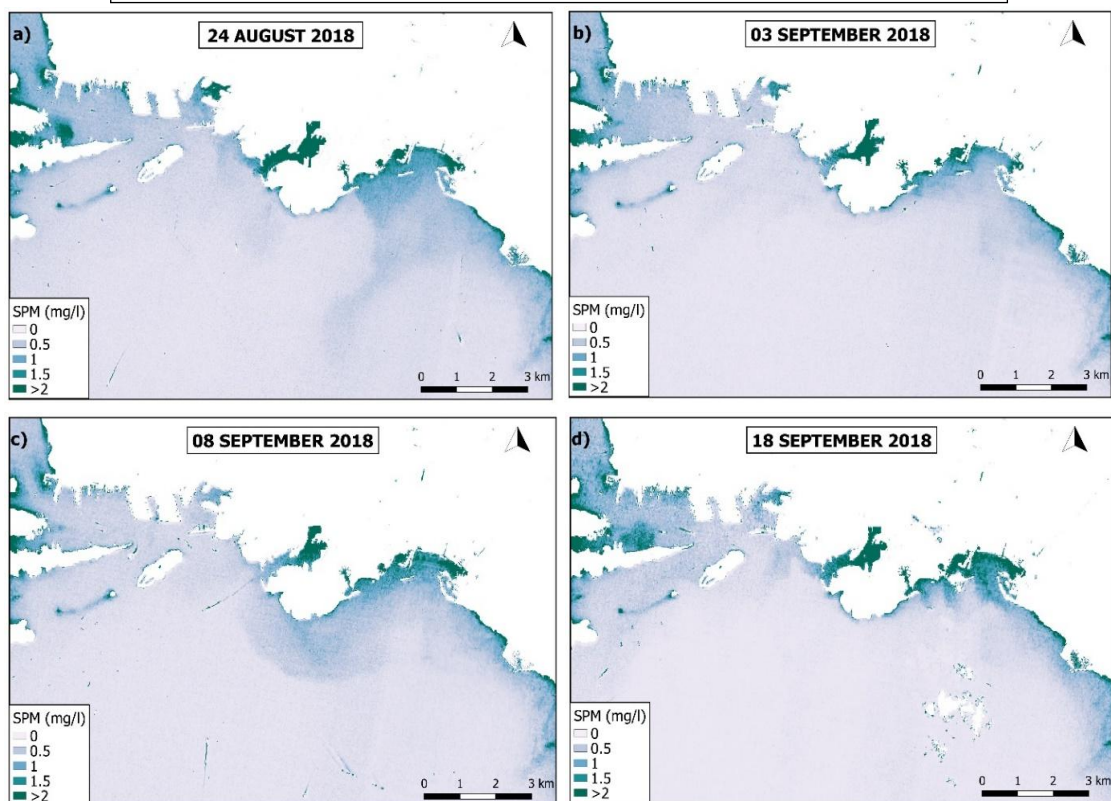 a)
24 AUGUST 2018
SPM (mg/l)
0
0.5
1
1.5
>2
0 1 2 3 km
b)
03 SEPTEMBER 2018
SPM (mg/l)
0
0.5
1
1.5
>2
0 1 2 3 km
c)
08 SEPTEMBER 2018
SPM (mg/l)
0
0.5
1
1.5
>2
0 1 2 3 km
d)
18 SEPTEMBER 2018
SPM (mg/l)
0
0.5
1
1.5
>2
0 1 2 3 km